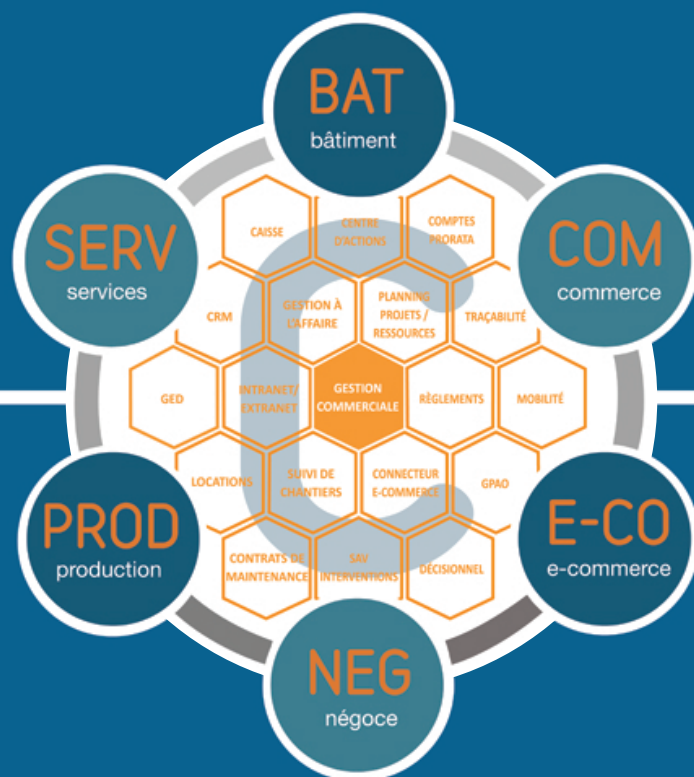 BAT
bâtiment
SERV
services
COM
commerce
CAISSE
CENTRE
D'ACTIONS
COMPTES
PRORATA
CRM
GESTION À
L'AFFAIRE
PLANNING
PROJETS /
RESSOURCES
TRAÇABILITÉ
GED
INTRANET/
EXTRANET
GESTION
COMMERCIALE
RÈGLEMENTS
MOBILITÉ
LOCATIONS
SUIVI DE
CHANTIERS
CONNECTEUR
E-COMMERCE
GPAO
CONTRATS DE
MAINTENANCE
SAV
INTERVENTIONS
DÉCISIONNEL
PROD
production
E-CO
e-commerce
NEG
négoce